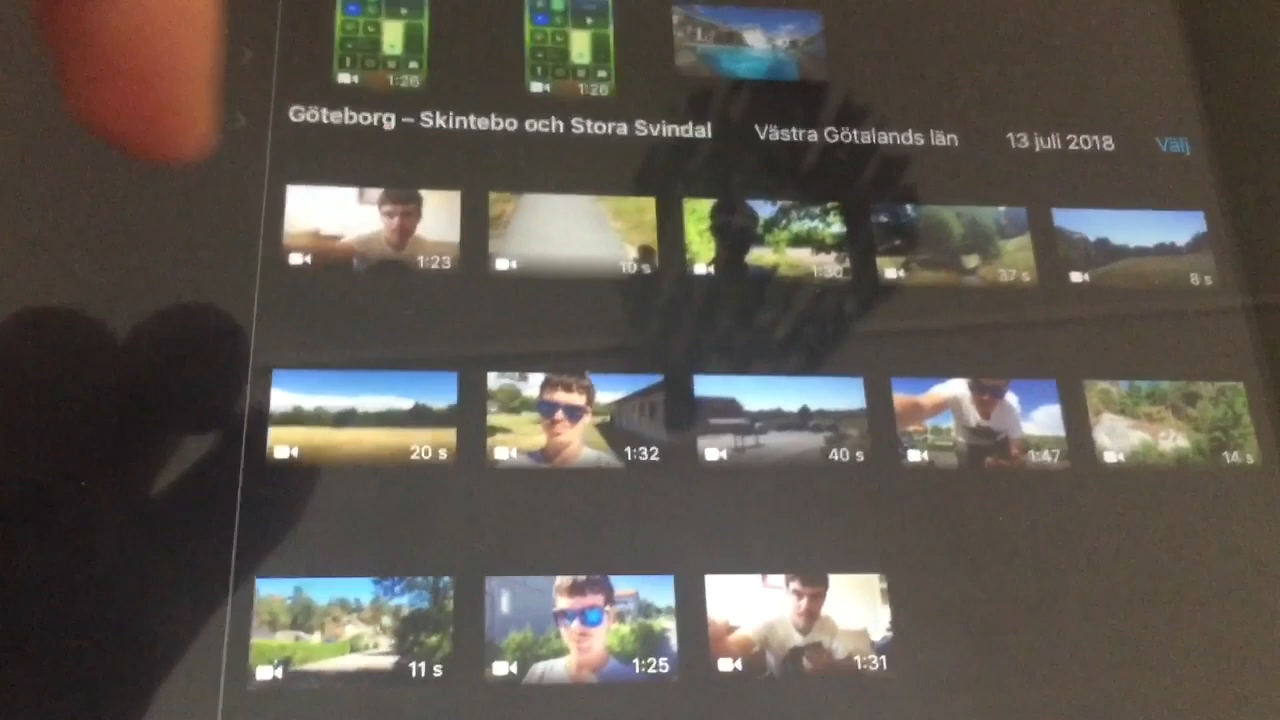 1:26 1:26
Göteborg – Skintebo och Stora Svindal Västra Götalands län 13 juli 2018 Välj
1:23 10 s 1:30 37 s 8 s
20 s 1:32 40 s 1:47 14 s
11 s 1:25 1:31